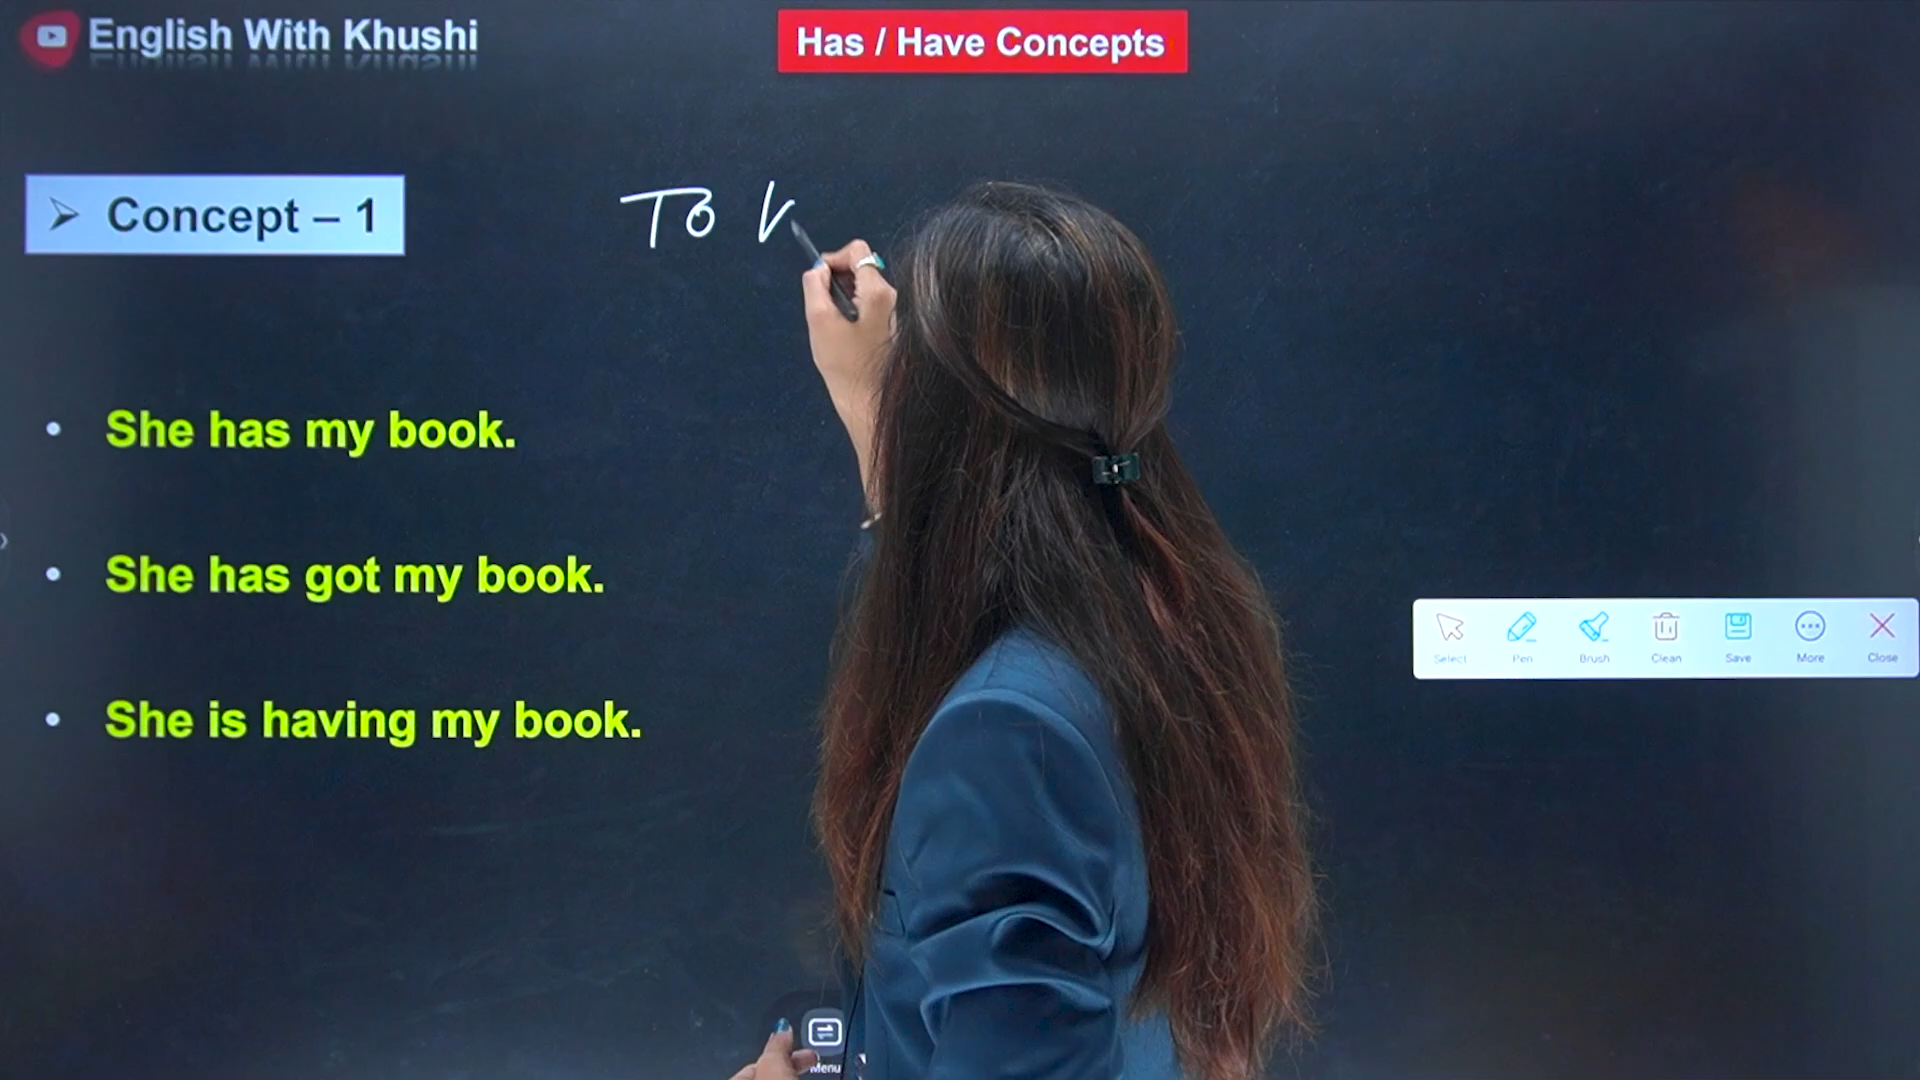 English With Khushi
Has / Have Concepts
➢ Concept – 1
To
• She has my book.
• She has got my book.
• She is having my book.
Select Pen Brush Clean Save More Close
Menu